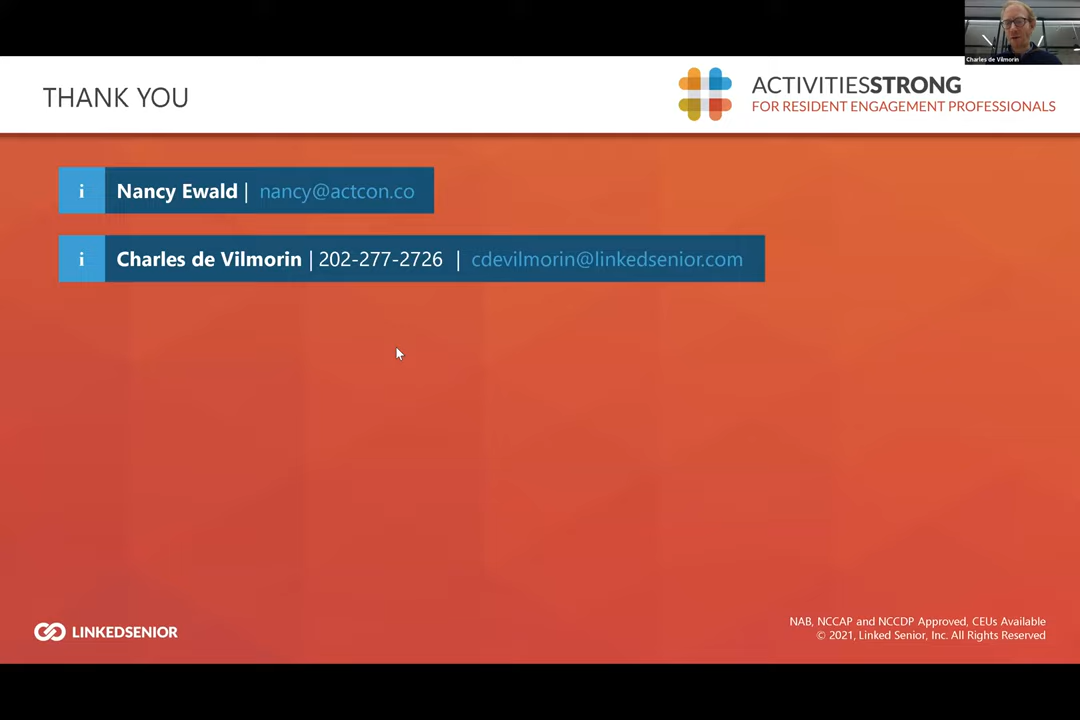 Charles de Vilmorin
THANK YOU
ACTIVITIESSTRONG
FOR RESIDENT ENGAGEMENT PROFESSIONALS
i Nancy Ewald | nancy@actcon.co
i Charles de Vilmorin | 202-277-2726 | cdevilmorin@linkedsenior.com
LINKEDSENIOR
NAB, NCCAP and NCCDP Approved, CEUs Available
© 2021, Linked Senior, Inc. All Rights Reserved